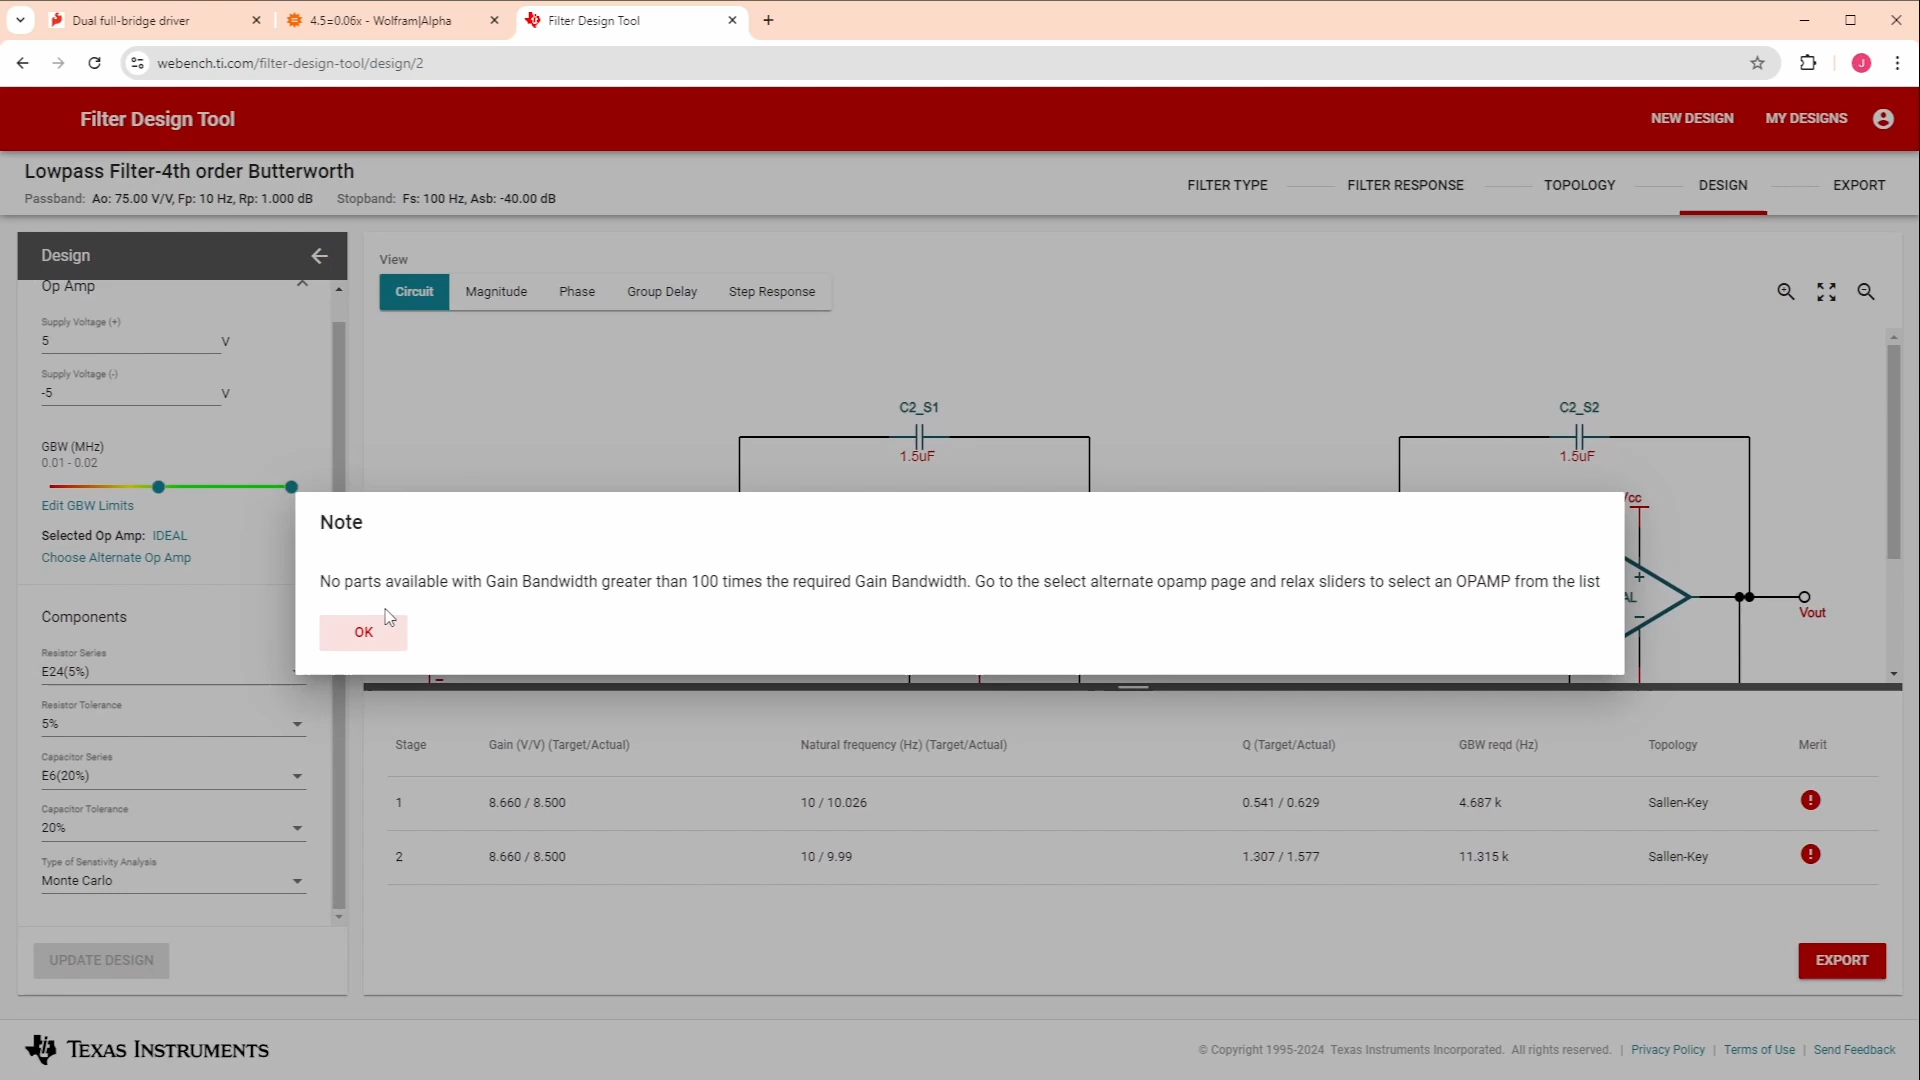 Dual full-bridge driver
4.5=0.06x - Wolfram|Alpha
Filter Design Tool
webench.ti.com/filter-design-tool/design/2
J
Filter Design Tool
NEW DESIGN
MY DESIGNS
Lowpass Filter-4th order Butterworth
Passband: Ao: 75.00 V/V, Fp: 10 Hz, Rp: 1.000 dB Stopband: Fs: 100 Hz, Asb: -40.00 dB
FILTER TYPE
FILTER RESPONSE
TOPOLOGY
DESIGN
EXPORT
Design
Op Amp
Supply Voltage (+)
5 V
Supply Voltage (-)
-5 V
GBW (MHz)
0.01 - 0.02
Edit GBW Limits
Selected Op Amp: IDEAL
Choose Alternate Op Amp
Components
Resistor Series
E24(5%)
Resistor Tolerance
5%
Capacitor Series
E6(20%)
Capacitor Tolerance
20%
Type of Senstivity Analysis
Monte Carlo
UPDATE DESIGN
View
Circuit
Magnitude
Phase
Group Delay
Step Response
C2_S1
1.5uF
C2_S2
1.5uF
Vout
Note
No parts available with Gain Bandwidth greater than 100 times the required Gain Bandwidth. Go to the select alternate opamp page and relax sliders to select an OPAMP from the list
OK
Stage Gain (V/V) (Target/Actual) Natural frequency (Hz) (Target/Actual) Q (Target/Actual) GBW reqd (Hz) Topology Merit
1 8.660 / 8.500 10 / 10.026 0.541 / 0.629 4.687 k Sallen-Key
2 8.660 / 8.500 10 / 9.99 1.307 / 1.577 11.315 k Sallen-Key
EXPORT
TEXAS INSTRUMENTS
© Copyright 1995-2024 Texas Instruments Incorporated. All rights reserved. | Privacy Policy | Terms of Use | Send Feedback